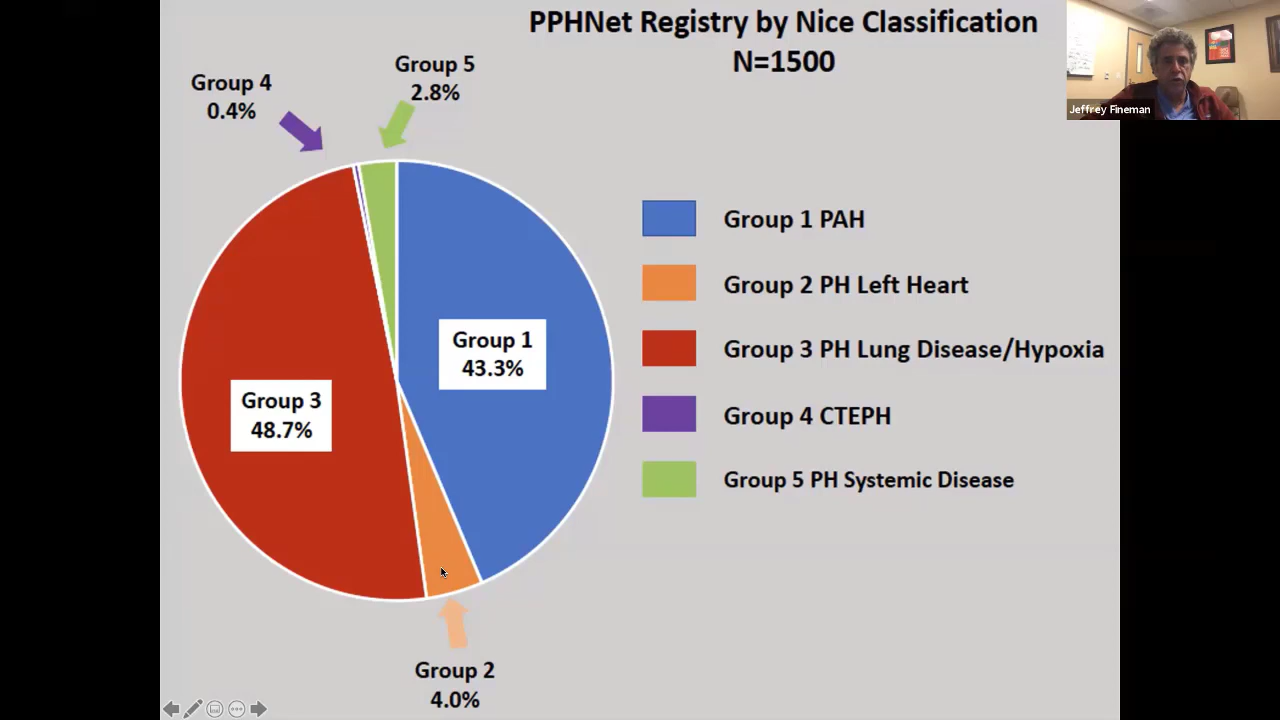 PPHNet Registry by Nice Classification
N=1500
Jeffrey Fineman
Group 5
2.8%
Group 4
0.4%
Group 1 PAH
Group 2 PH Left Heart
Group 3 PH Lung Disease/Hypoxia
Group 4 CTEPH
Group 5 PH Systemic Disease
Group 1
43.3%
Group 3
48.7%
Group 2
4.0%